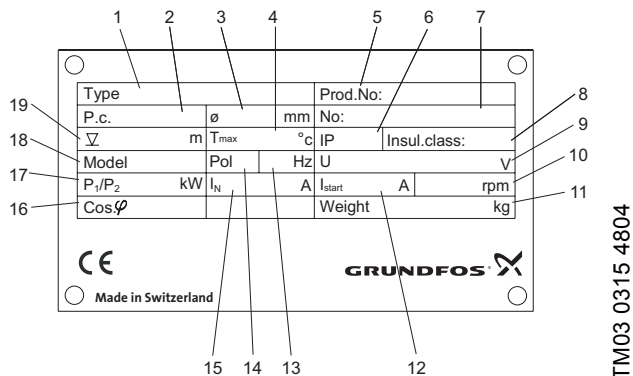 1 2 3 4 5 6 7
Type Prod.No:
P.c. ø mm No:
19 m Tmax °c IP Insul.class: 8
18 Model Pol Hz U V 9
17 P₁/P₂ kW IN A Istart A rpm 10
16 Cos.φ Weight kg 11
CE GRUNDFOS
Made in Switzerland
15 14 13 12
TM03 0315 4804